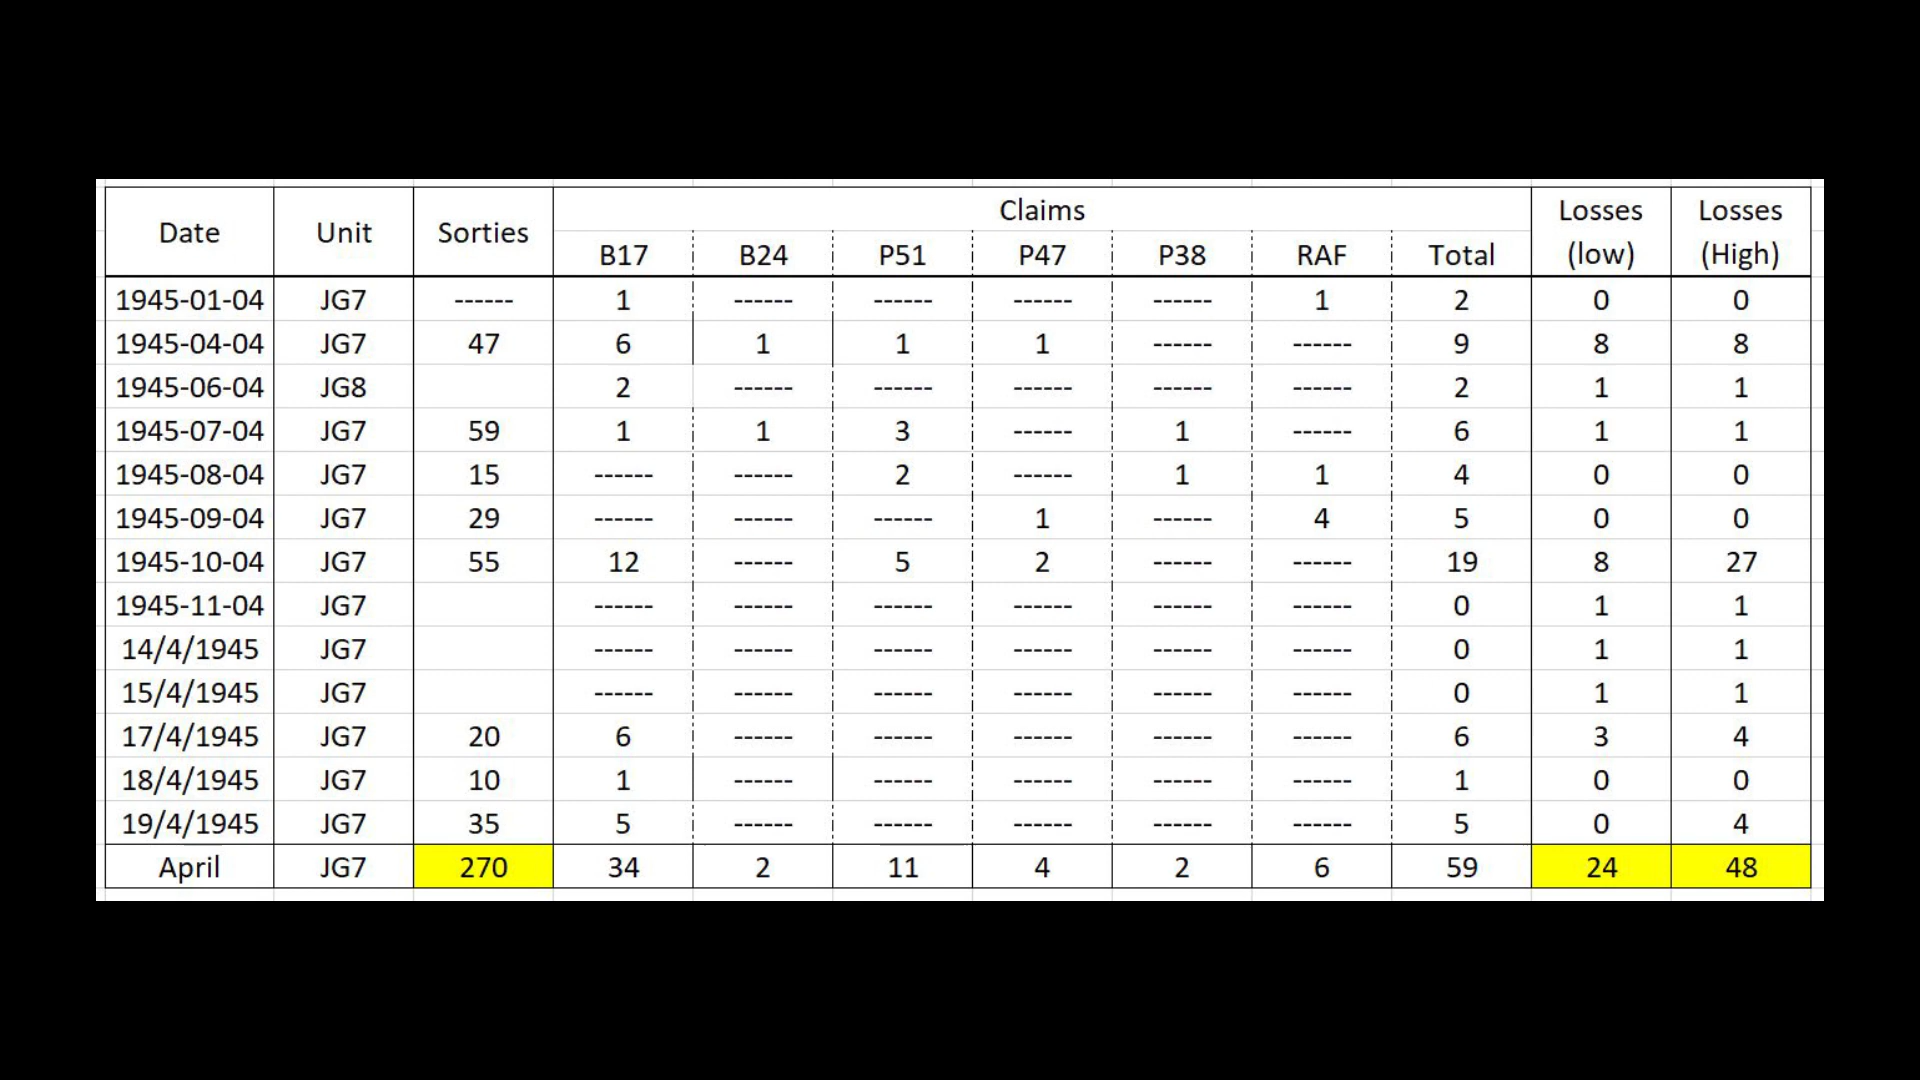 Date Unit Sorties Claims Losses (low) Losses (High)
B17 B24 P51 P47 P38 RAF Total
1945-01-04 JG7 ------ 1 ------ ------ ------ ------ 1 2 0 0
1945-04-04 JG7 47 6 1 1 1 ------ ------ 9 8 8
1945-06-04 JG8 2 ------ ------ ------ ------ ------ 2 1 1
1945-07-04 JG7 59 1 1 3 ------ 1 ------ 6 1 1
1945-08-04 JG7 15 ------ ------ 2 ------ 1 1 4 0 0
1945-09-04 JG7 29 ------ ------ ------ 1 ------ 4 5 0 0
1945-10-04 JG7 55 12 ------ 5 2 ------ ------ 19 8 27
1945-11-04 JG7 ------ ------ ------ ------ ------ ------ 0 1 1
14/4/1945 JG7 ------ ------ ------ ------ ------ ------ 0 1 1
15/4/1945 JG7 ------ ------ ------ ------ ------ ------ 0 1 1
17/4/1945 JG7 20 6 ------ ------ ------ ------ ------ 6 3 4
18/4/1945 JG7 10 1 ------ ------ ------ ------ ------ 1 0 0
19/4/1945 JG7 35 5 ------ ------ ------ ------ ------ 5 0 4
April JG7 270 34 2 11 4 2 6 59 24 48